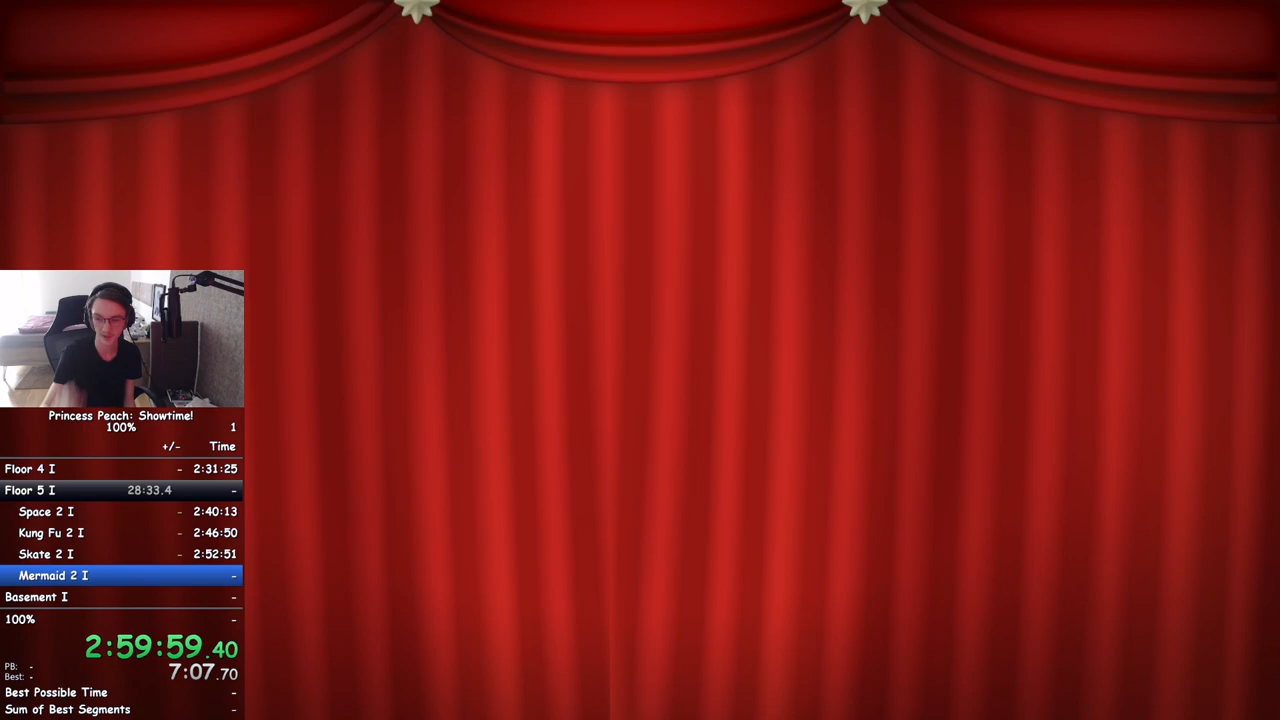 Princess Peach: Showtime!
100% 1
+/- Time
Floor 4 I - 2:31:25
Floor 5 I 28:33.4 -
Space 2 I - 2:40:13
Kung Fu 2 I - 2:46:50
Skate 2 I - 2:52:51
Mermaid 2 I -
Basement I -
100% -
2:59:59.40
PB: - 7:07.70
Best: -
Best Possible Time -
Sum of Best Segments -